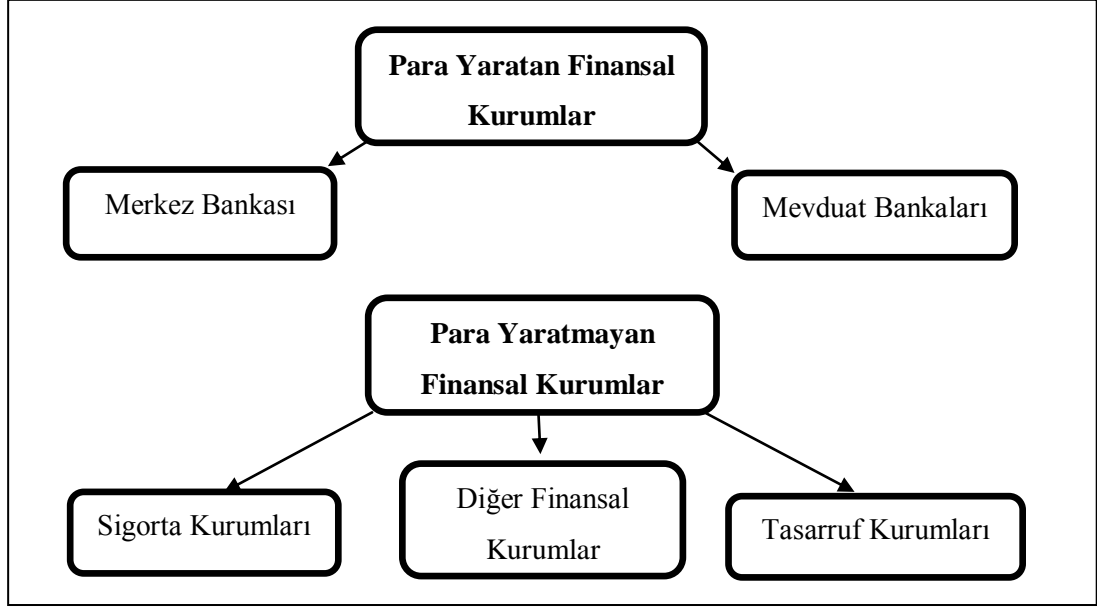 Para Yaratan Finansal
Kurumlar
Merkez Bankası
Mevduat Bankaları
Para Yaratmayan
Finansal Kurumlar
Sigorta Kurumları
Diğer Finansal
Kurumlar
Tasarruf Kurumları